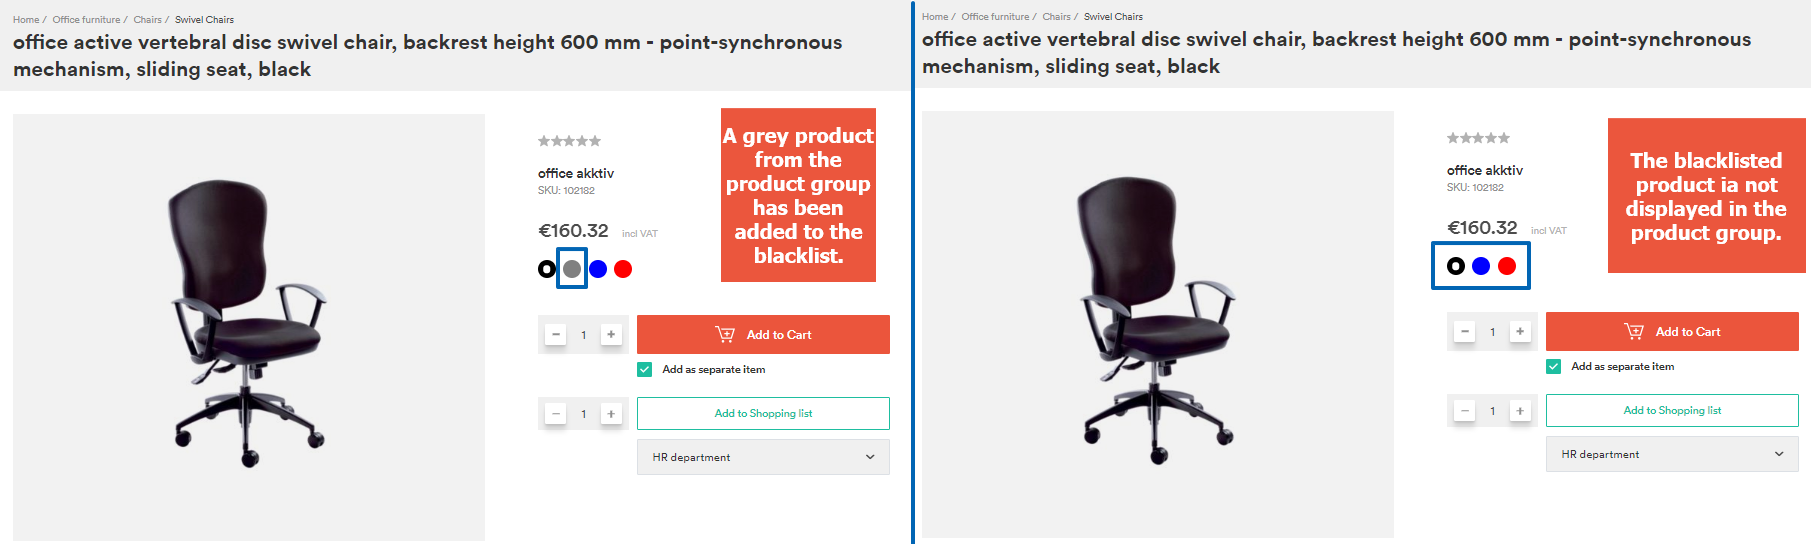 Home / Office furniture / Chairs / Swivel Chairs
office active vertebral disc swivel chair, backrest height 600 mm - point-synchronous
mechanism, sliding seat, black
office akktiv
SKU: 102182
€160.32 incl VAT
A grey product
from the
product group
has been
added to the
blacklist.
1
Add to Cart
Add as separate item
1
Add to Shopping list
HR department
Home / Office furniture / Chairs / Swivel Chairs
office active vertebral disc swivel chair, backrest height 600 mm - point-synchronous
mechanism, sliding seat, black
office akktiv
SKU: 102182
€160.32 incl VAT
The blacklisted
product ia not
displayed in the
product group.
1
Add to Cart
Add as separate item
1
Add to Shopping list
HR department